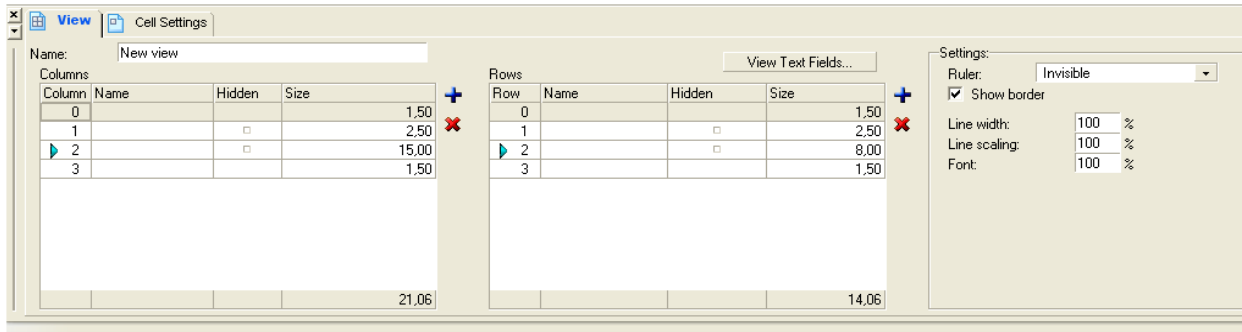 View Cell Settings
Name: New view
View Text Fields...
Columns
Column Name Hidden Size
0 1,50
1 2,50
2 15,00
3 1,50
21,06
Rows
Row Name Hidden Size
0 1,50
1 2,50
2 8,00
3 1,50
14,06
Settings:
Ruler: Invisible
Show border
Line width: 100 %
Line scaling: 100 %
Font: 100 %